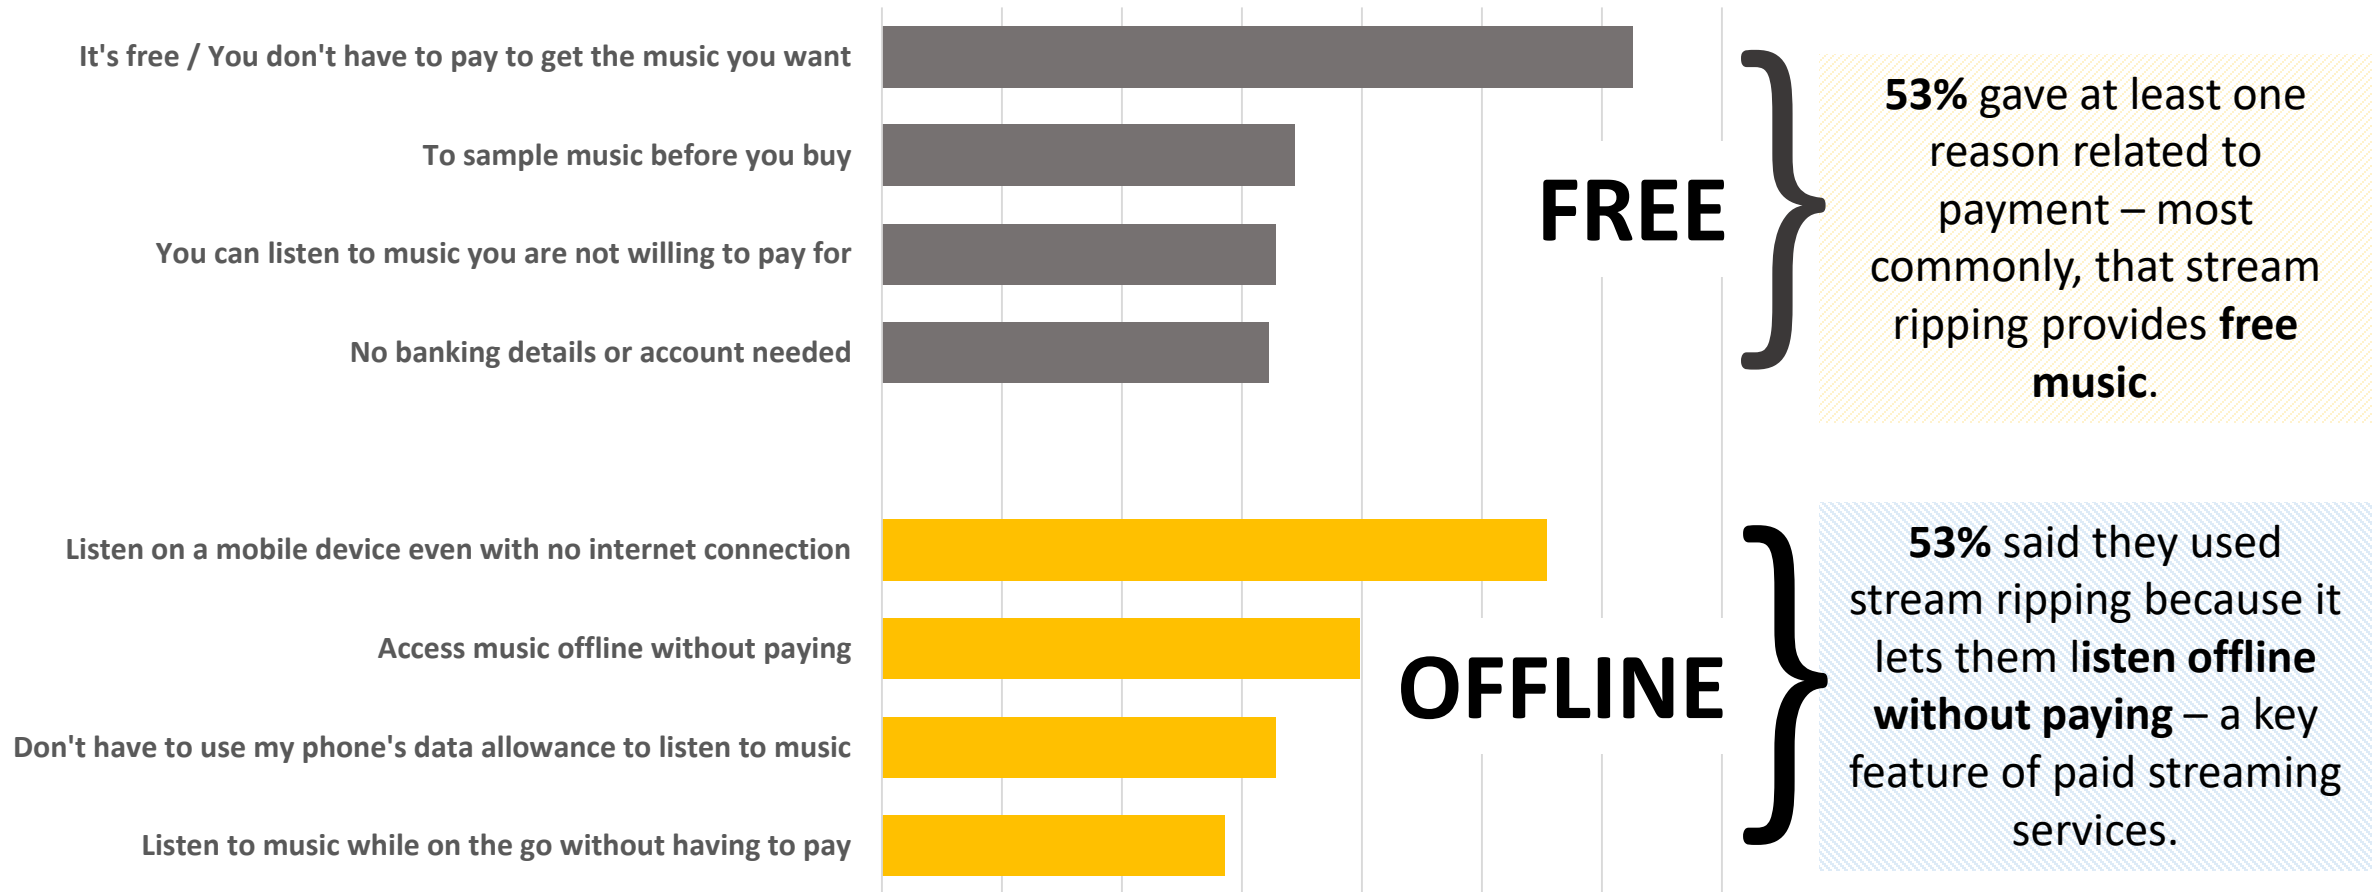 It's free / You don't have to pay to get the music you want
To sample music before you buy
You can listen to music you are not willing to pay for
No banking details or account needed
FREE
53% gave at least one
reason related to
payment – most
commonly, that stream
ripping provides free
music.
Listen on a mobile device even with no internet connection
Access music offline without paying
Don't have to use my phone's data allowance to listen to music
Listen to music while on the go without having to pay
OFFLINE
53% said they used
stream ripping because it
lets them listen offline
without paying – a key
feature of paid streaming
services.